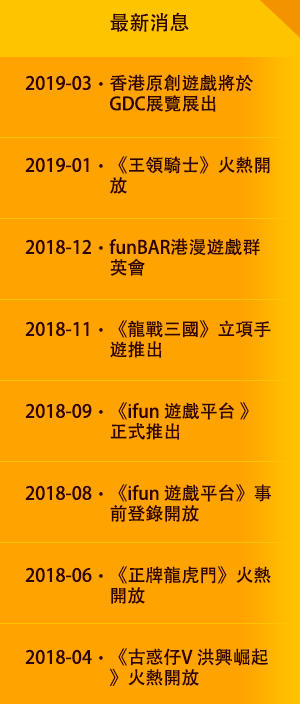 最新消息
2019-03・香港原創遊戲將於
GDC展覽展出
2019-01・《王領騎士》火熱開
放
2018-12・funBAR港漫遊戲群
英會
2018-11・《龍戰三國》立項手
遊推出
2018-09・《ifun 遊戲平台 》
正式推出
2018-08・《ifun 遊戲平台》事
前登錄開放
2018-06・《正牌龍虎門》火熱
開放
2018-04・《古惑仔V 洪興崛起
》火熱開放